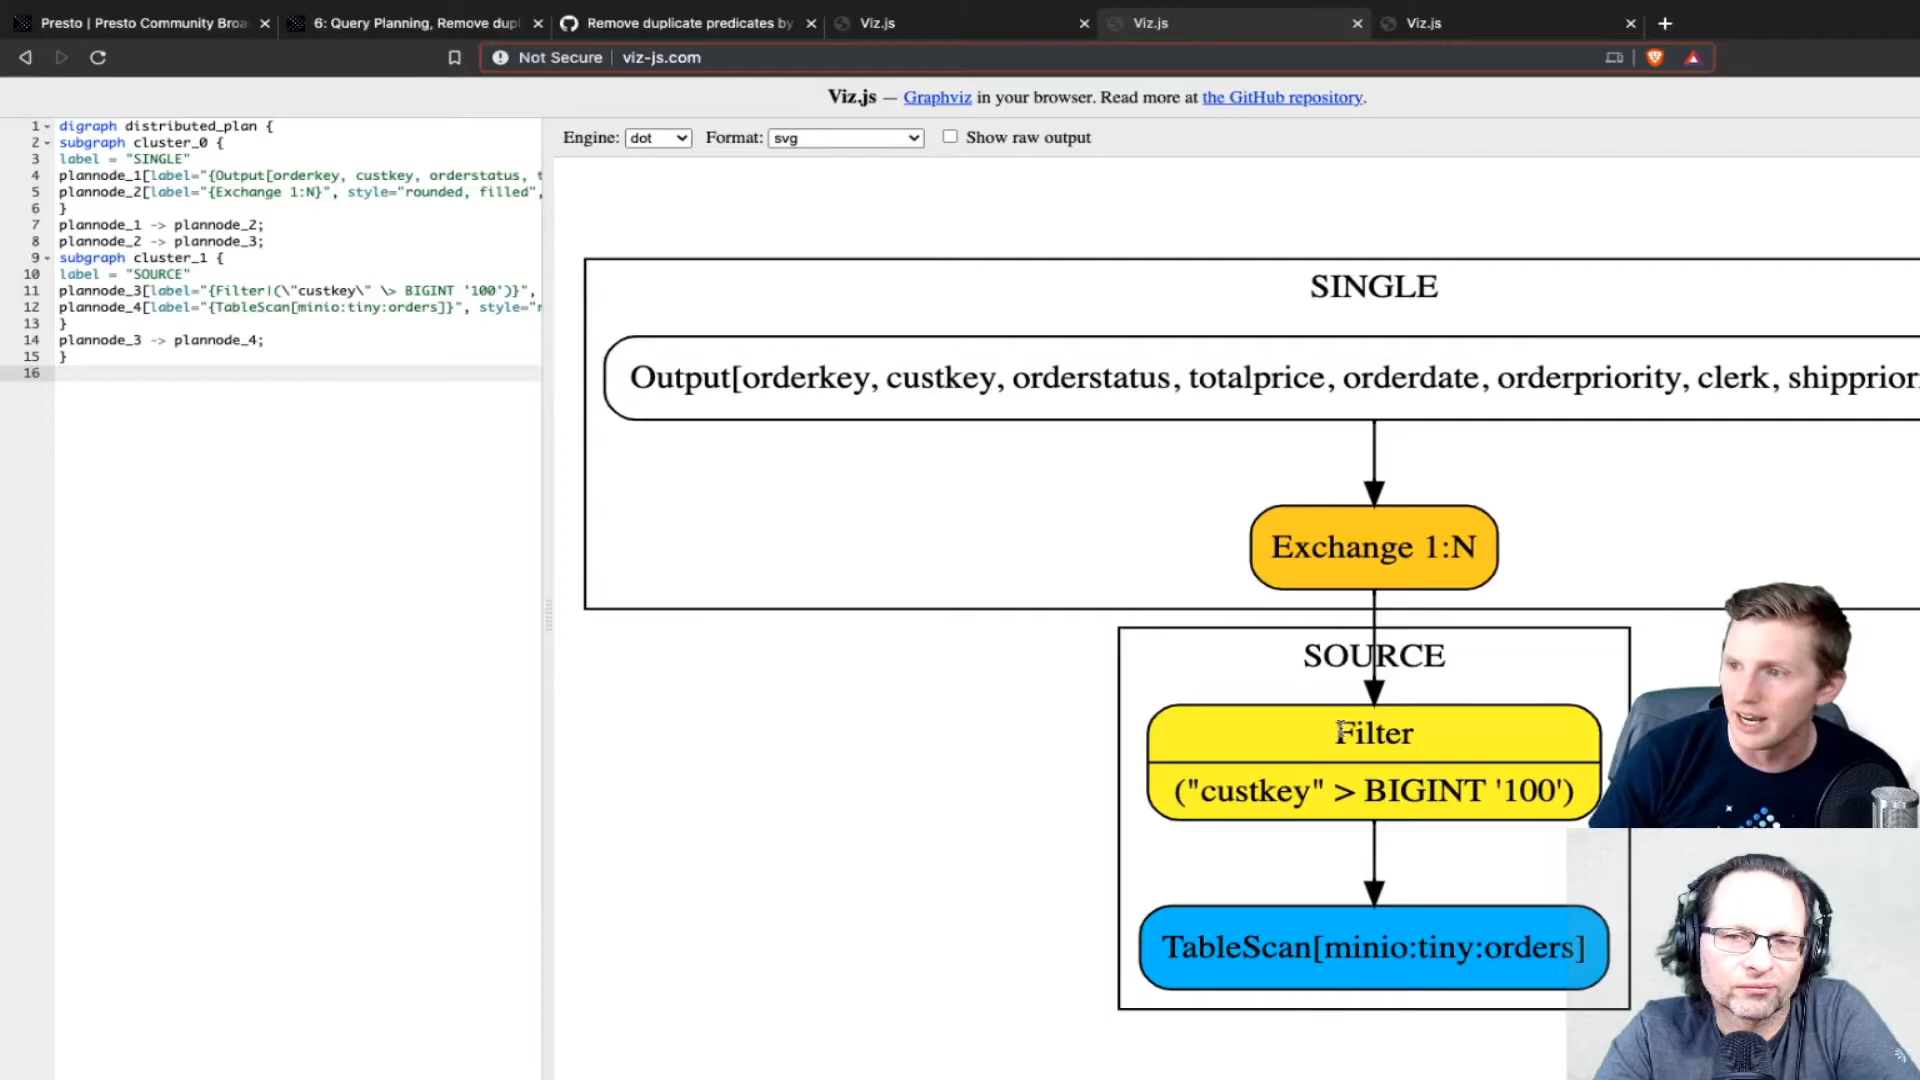 Presto | Presto Community Broa
6: Query Planning, Remove dupl
Remove duplicate predicates by
Viz.js
Viz.js
Viz.js
Not Secure
viz-js.com
Viz.js — Graphviz in your browser. Read more at the GitHub repository.
Engine: dot Format: svg Show raw output
1 digraph distributed_plan {
2 subgraph cluster_0 {
3 label = "SINGLE"
4 plannode_1[label="{Output[orderkey, custkey, orderstatus, t
5 plannode_2[label="{Exchange 1:N}", style="rounded, filled",
6 }
7 plannode_1 -> plannode_2;
8 plannode_2 -> plannode_3;
9 subgraph cluster_1 {
10 label = "SOURCE"
11 plannode_3[label="{Filter|(\"custkey\" \> BIGINT '100')}",
12 plannode_4[label="{TableScan[minio:tiny:orders]}", style="r
13 }
14 plannode_3 -> plannode_4;
15 }
16
SINGLE
Output[orderkey, custkey, orderstatus, totalprice, orderdate, orderpriority, clerk, shipprior
Exchange 1:N
SOURCE
Filter
("custkey" > BIGINT '100')
TableScan[minio:tiny:orders]